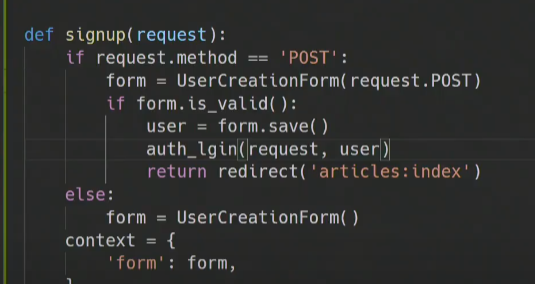 def signup(request):
    if request.method == 'POST':
        form = UserCreationForm(request.POST)
        if form.is_valid():
            user = form.save()
            auth_lgin(request, user)
            return redirect('articles:index')
    else:
        form = UserCreationForm()
    context = {
        'form': form,
    }